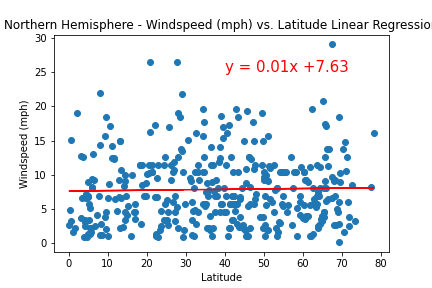 Northern Hemisphere - Windspeed (mph) vs. Latitude Linear Regression
30
25
20
15
10
5
0
Windspeed (mph)
y = 0.01x +7.63
0 10 20 30 40 50 60 70 80
Latitude